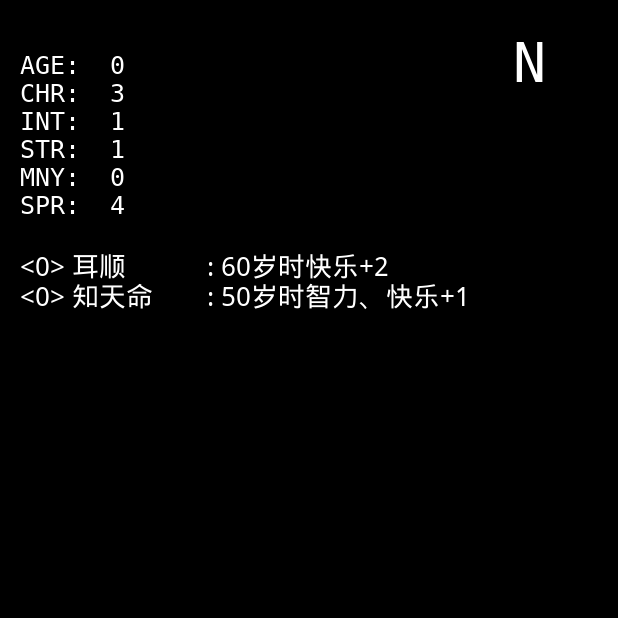 N
AGE: 0
CHR: 3
INT: 1
STR: 1
MNY: 0
SPR: 4
<0> 耳顺 : 60岁时快乐+2
<0> 知天命 : 50岁时智力、快乐+1